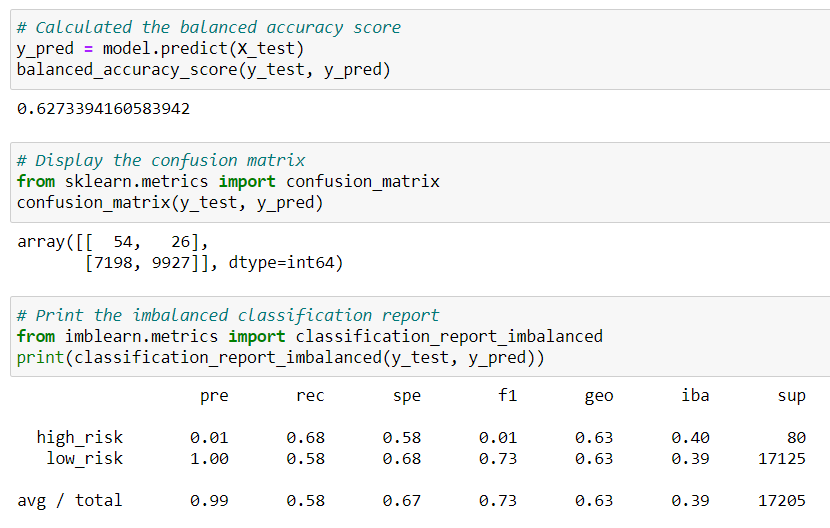 # Calculated the balanced accuracy score
y_pred = model.predict(X_test)
balanced_accuracy_score(y_test, y_pred)
0.6273394160583942
# Display the confusion matrix
from sklearn.metrics import confusion_matrix
confusion_matrix(y_test, y_pred)
array([[  54,   26],
       [7198, 9927]], dtype=int64)
# Print the imbalanced classification report
from imblearn.metrics import classification_report_imbalanced
print(classification_report_imbalanced(y_test, y_pred))
                   pre       rec       spe        f1       geo       iba       sup
  high_risk       0.01      0.68      0.58      0.01      0.63      0.40        80
   low_risk       1.00      0.58      0.68      0.73      0.63      0.39     17125
avg / total       0.99      0.58      0.67      0.73      0.63      0.39     17205